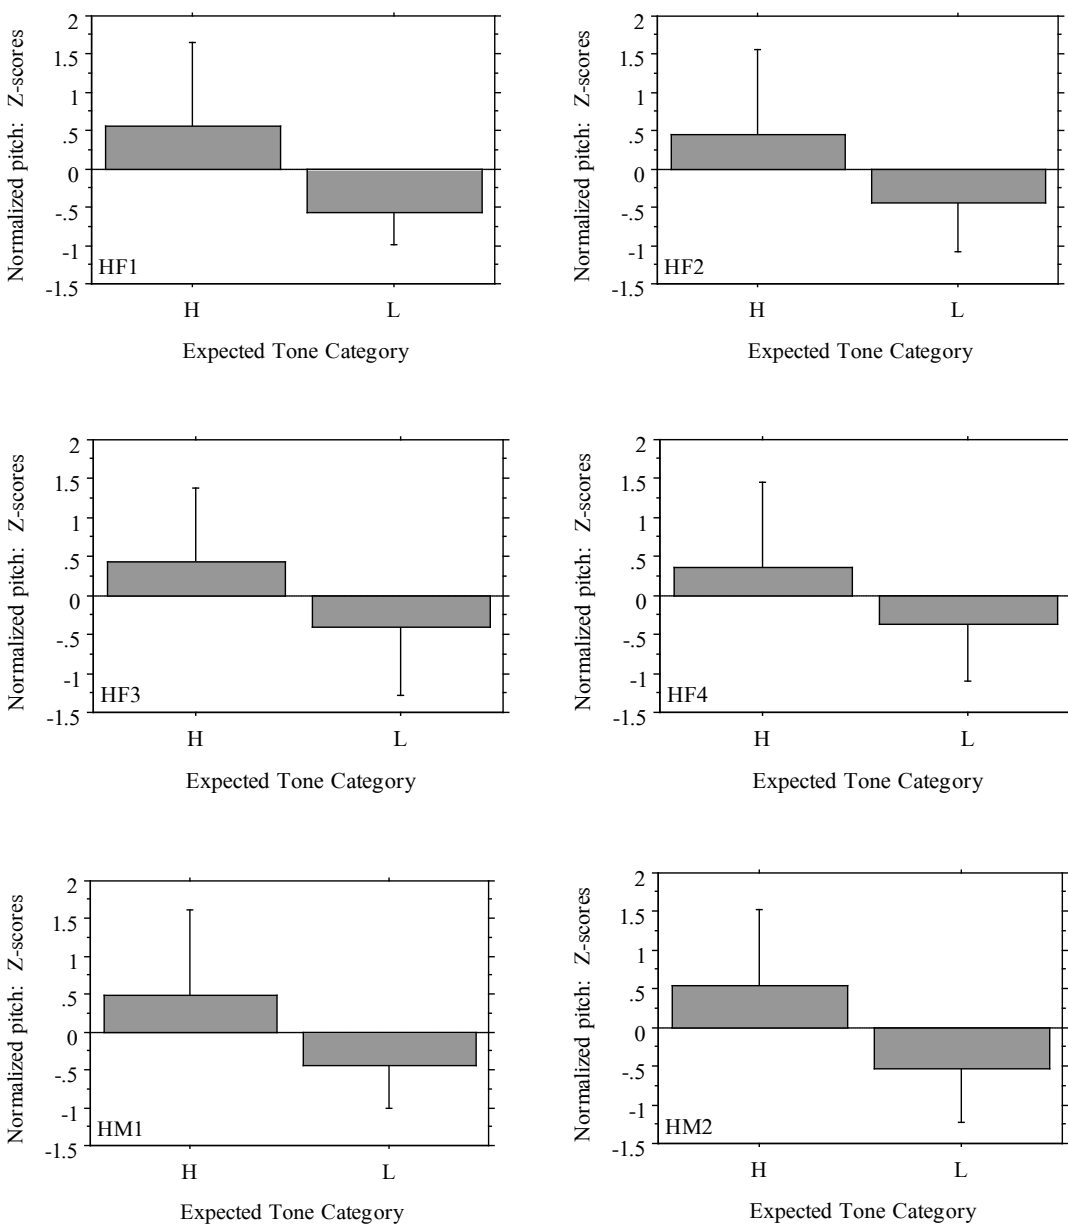 Normalized pitch: Z-scores
2
1.5
1
.5
0
-.5
-1
-1.5
HF1
H L
Expected Tone Category
Normalized pitch: Z-scores
2
1.5
1
.5
0
-.5
-1
-1.5
HF2
H L
Expected Tone Category
Normalized pitch: Z-scores
2
1.5
1
.5
0
-.5
-1
-1.5
HF3
H L
Expected Tone Category
Normalized pitch: Z-scores
2
1.5
1
.5
0
-.5
-1
-1.5
HF4
H L
Expected Tone Category
Normalized pitch: Z-scores
2
1.5
1
.5
0
-.5
-1
-1.5
HM1
H L
Expected Tone Category
Normalized pitch: Z-scores
2
1.5
1
.5
0
-.5
-1
-1.5
HM2
H L
Expected Tone Category